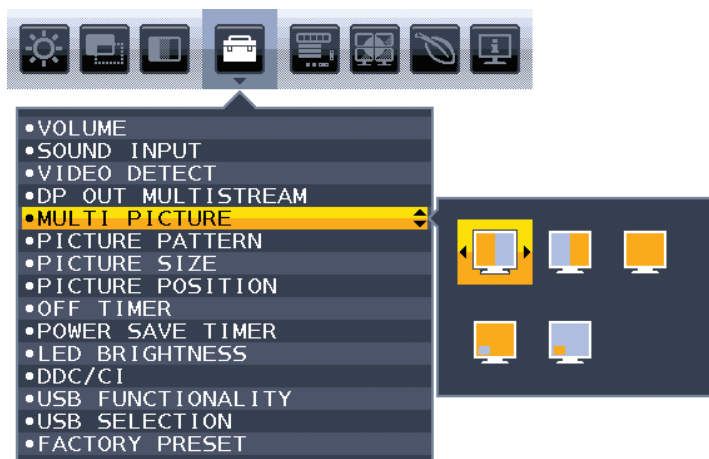 •VOLUME
•SOUND INPUT
•VIDEO DETECT
•DP OUT MULTISTREAM
•MULTI PICTURE
•PICTURE PATTERN
•PICTURE SIZE
•PICTURE POSITION
•OFF TIMER
•POWER SAVE TIMER
•LED BRIGHTNESS
•DDC/CI
•USB FUNCTIONALITY
•USB SELECTION
•FACTORY PRESET